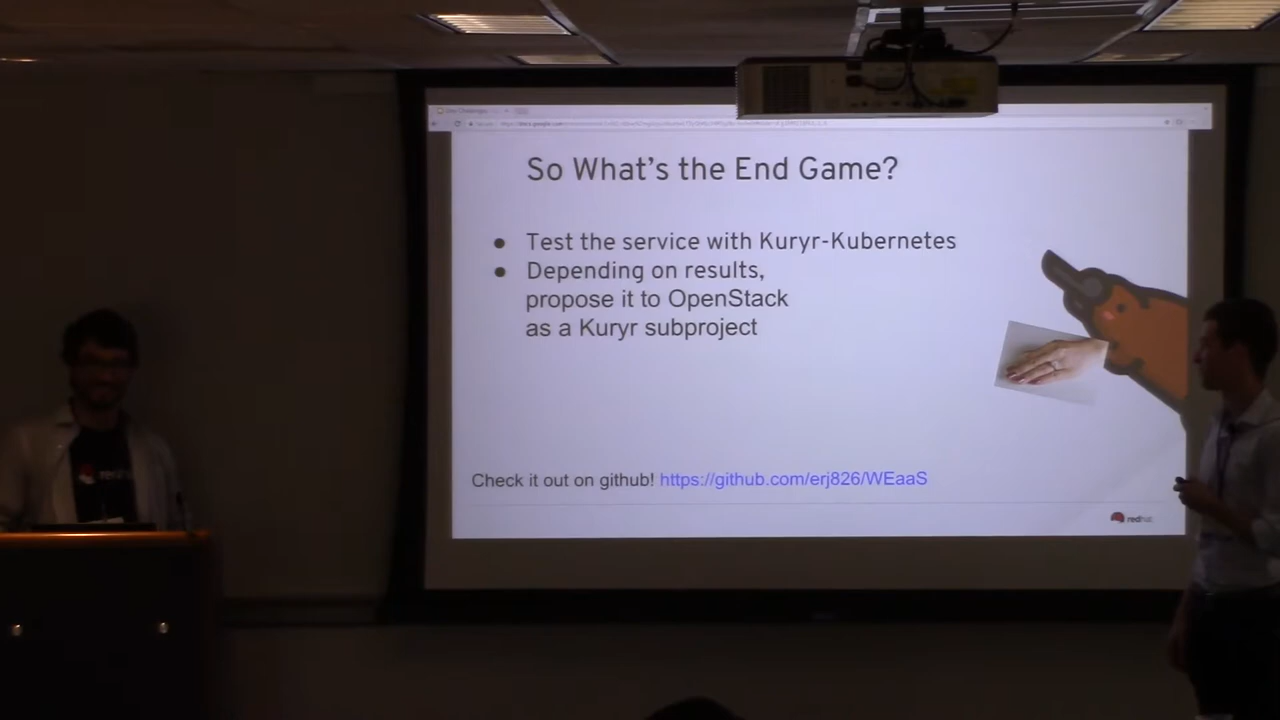 So What's the End Game?
● Test the service with Kuryr-Kubernetes
● Depending on results,
propose it to OpenStack
as a Kuryr subproject
Check it out on github! https://github.com/erj826/WEaaS
redhat